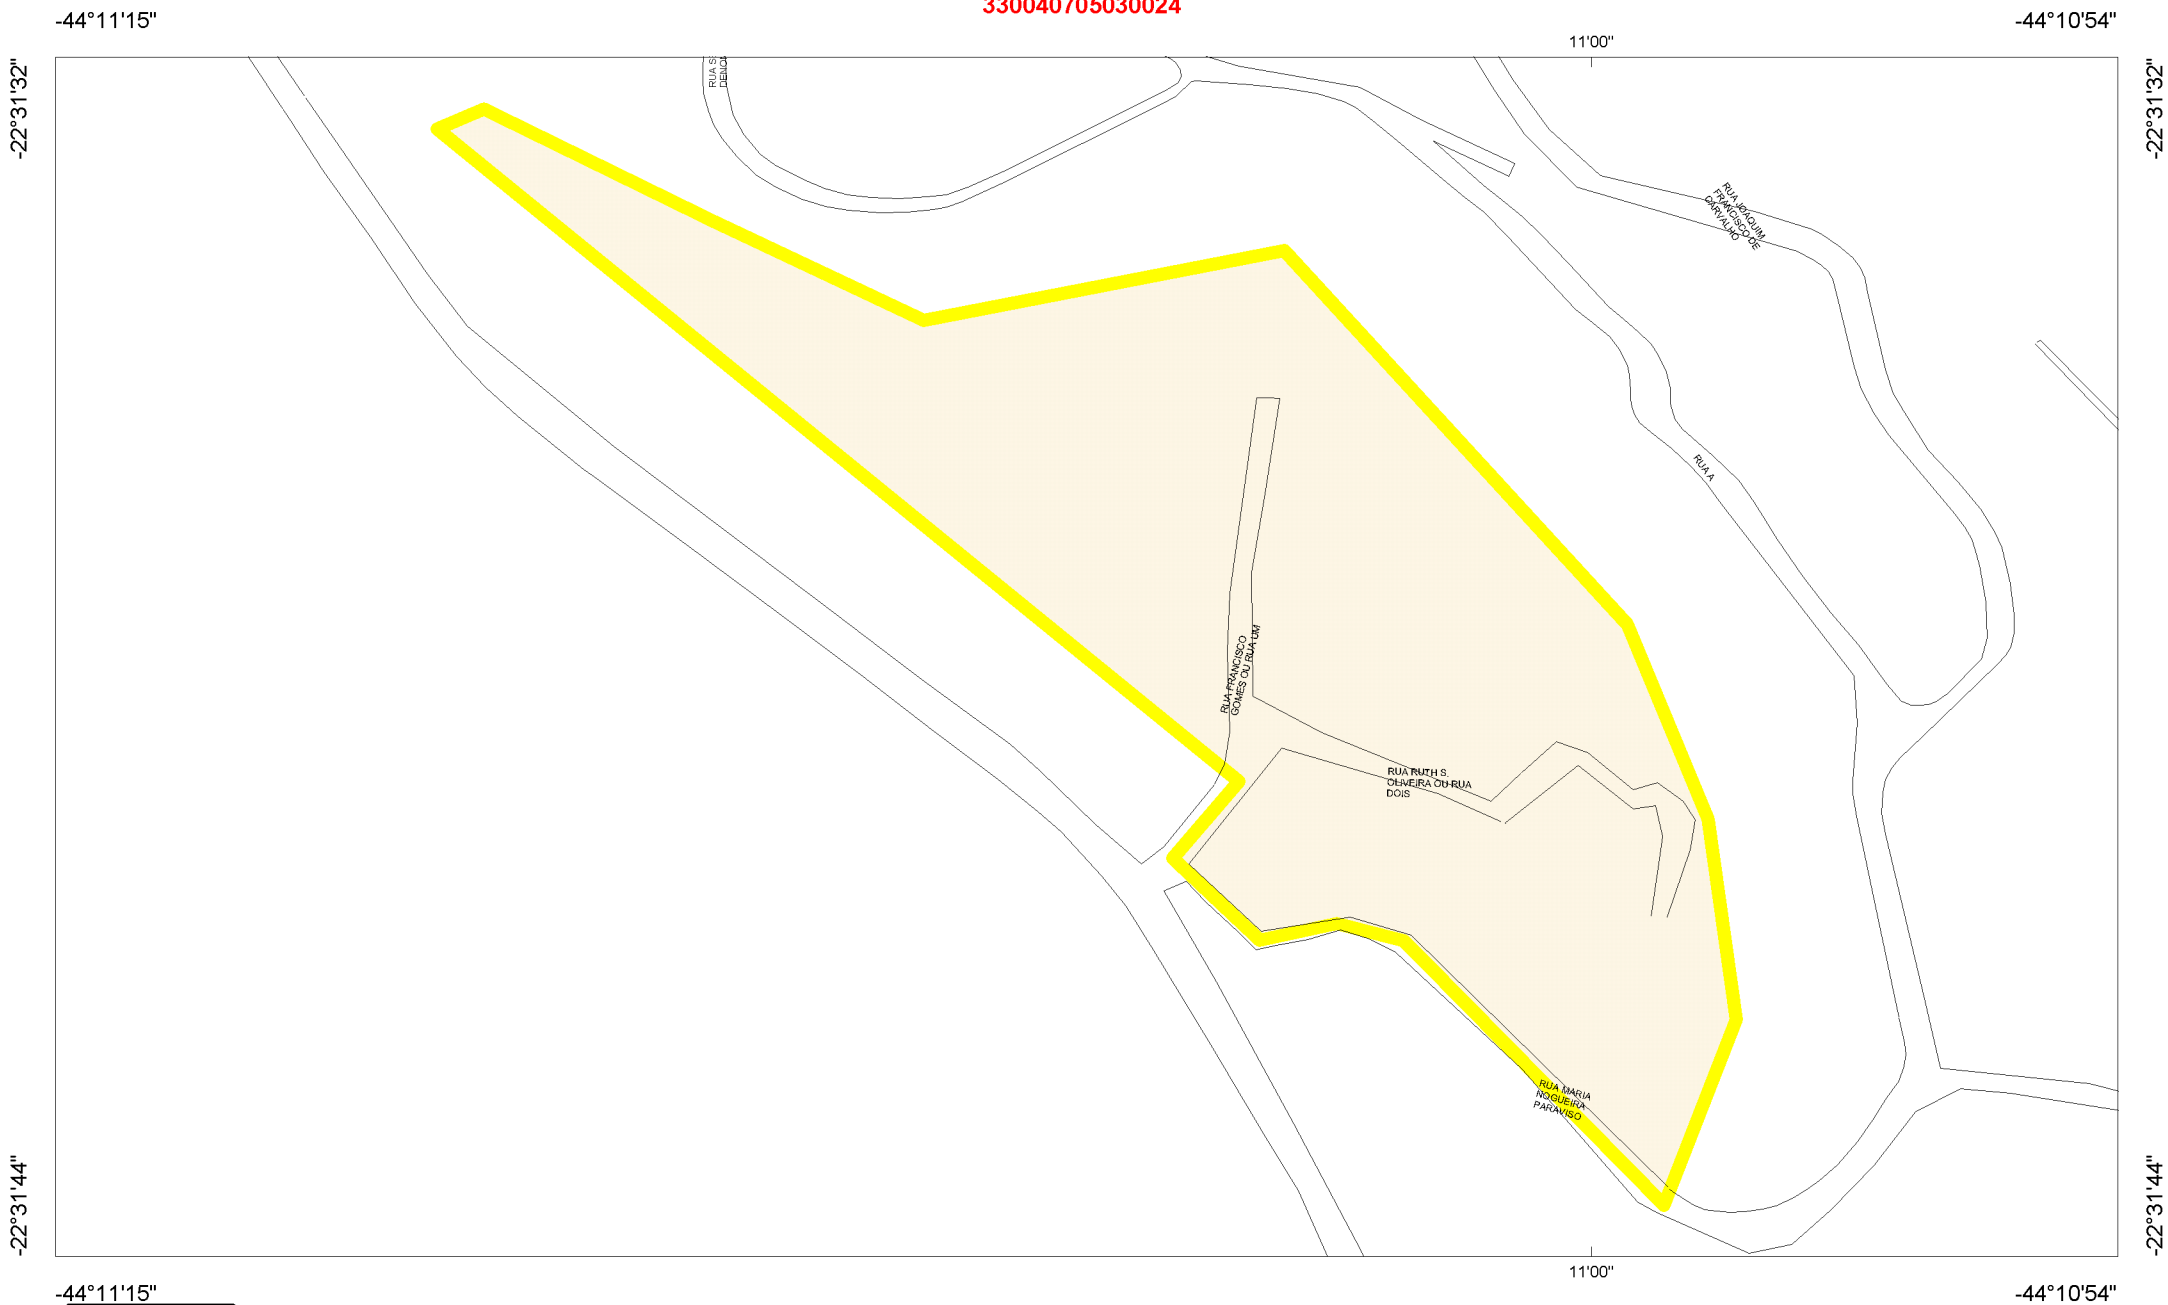 330040705030024
-44°11'15"
-44°10'54"
11'00"
-22°31'32"
-22°31'32"
RUA
RUA JOAQUIM
FRANCISCO DE
CARVALHO
RUA A
RUA FRANCISCO
GOMES OU RUA UM
RUA RUTH S.
OLIVEIRA OU RUA
DOIS
RUA MARIA
NOGUEIRA
PARAVISO
-22°31'44"
-22°31'44"
11'00"
-44°11'15"
-44°10'54"